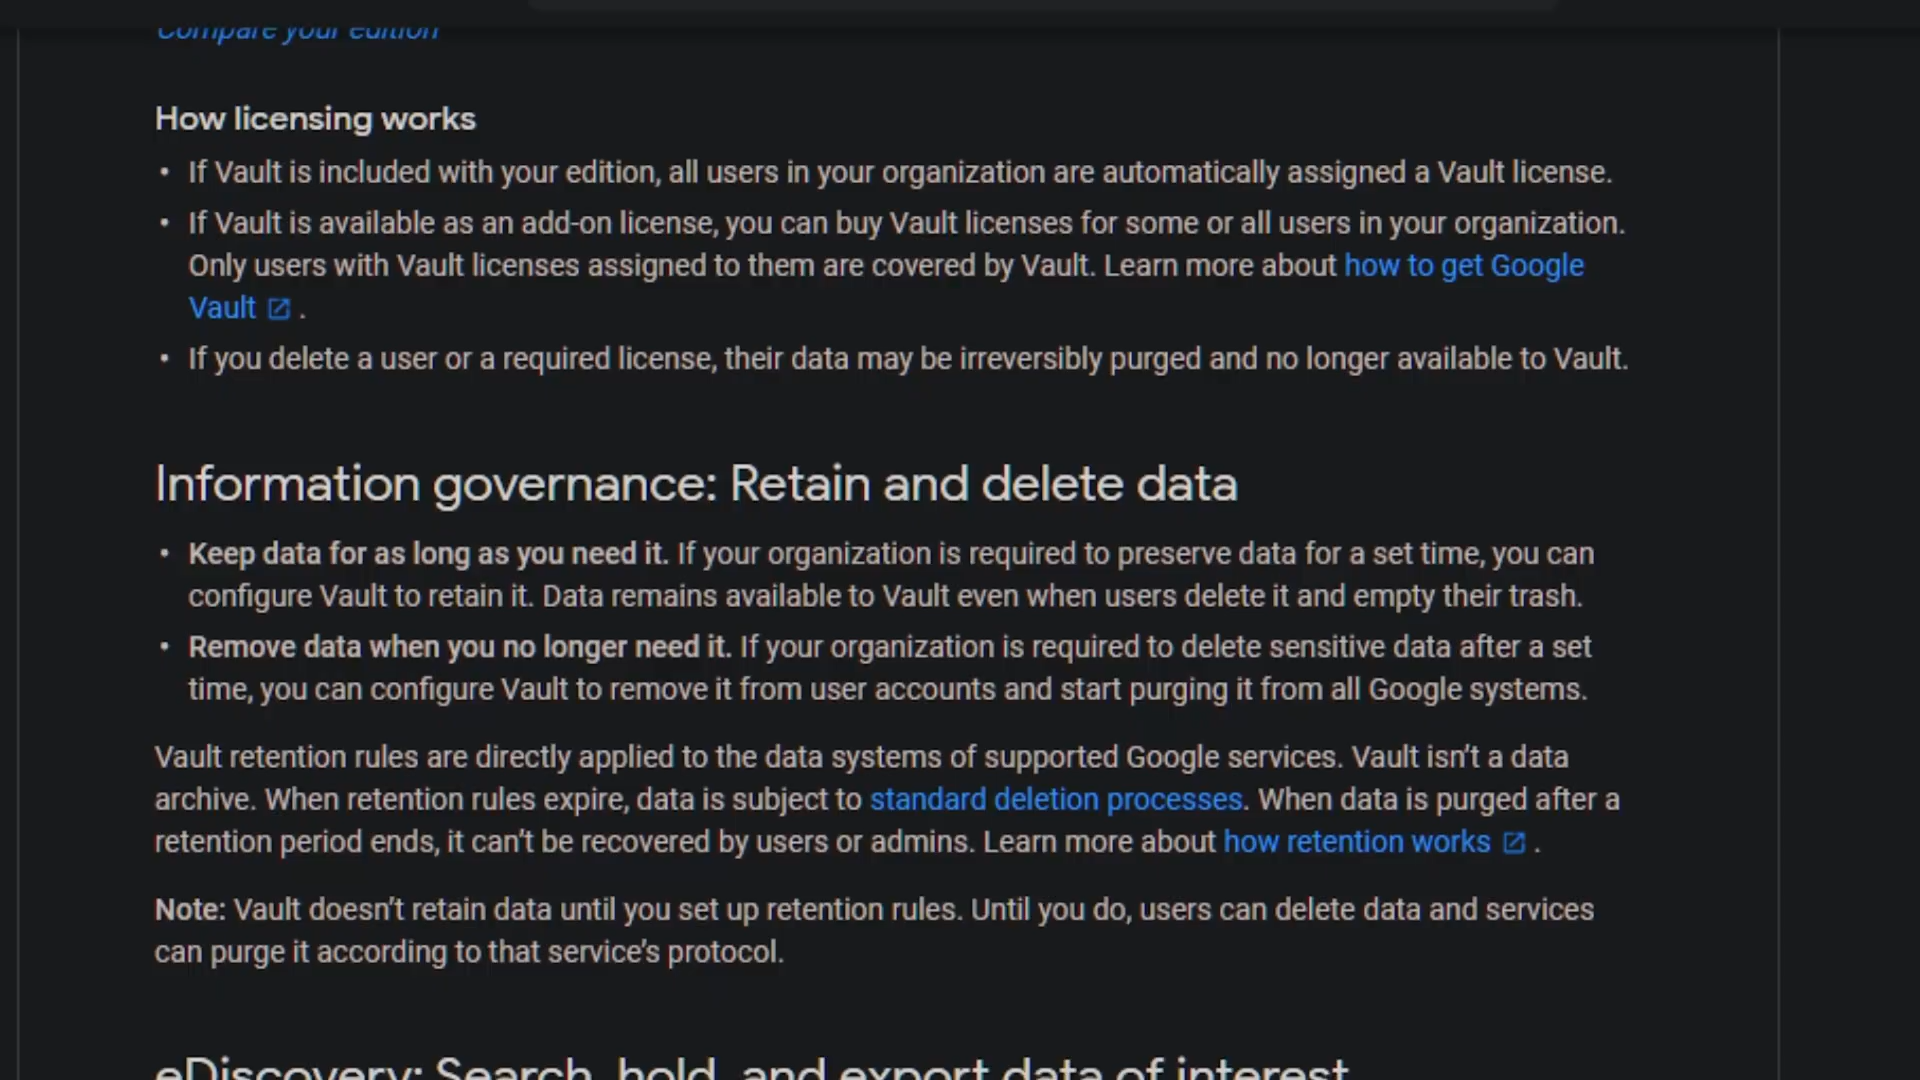 Compare your edition
How licensing works
• If Vault is included with your edition, all users in your organization are automatically assigned a Vault license.
• If Vault is available as an add-on license, you can buy Vault licenses for some or all users in your organization.
Only users with Vault licenses assigned to them are covered by Vault. Learn more about how to get Google
Vault .
• If you delete a user or a required license, their data may be irreversibly purged and no longer available to Vault.
Information governance: Retain and delete data
• Keep data for as long as you need it. If your organization is required to preserve data for a set time, you can
configure Vault to retain it. Data remains available to Vault even when users delete it and empty their trash.
• Remove data when you no longer need it. If your organization is required to delete sensitive data after a set
time, you can configure Vault to remove it from user accounts and start purging it from all Google systems.
Vault retention rules are directly applied to the data systems of supported Google services. Vault isn’t a data
archive. When retention rules expire, data is subject to standard deletion processes. When data is purged after a
retention period ends, it can’t be recovered by users or admins. Learn more about how retention works .
Note: Vault doesn’t retain data until you set up retention rules. Until you do, users can delete data and services
can purge it according to that service’s protocol.
eDiscovery: Search, hold, and export data of interest